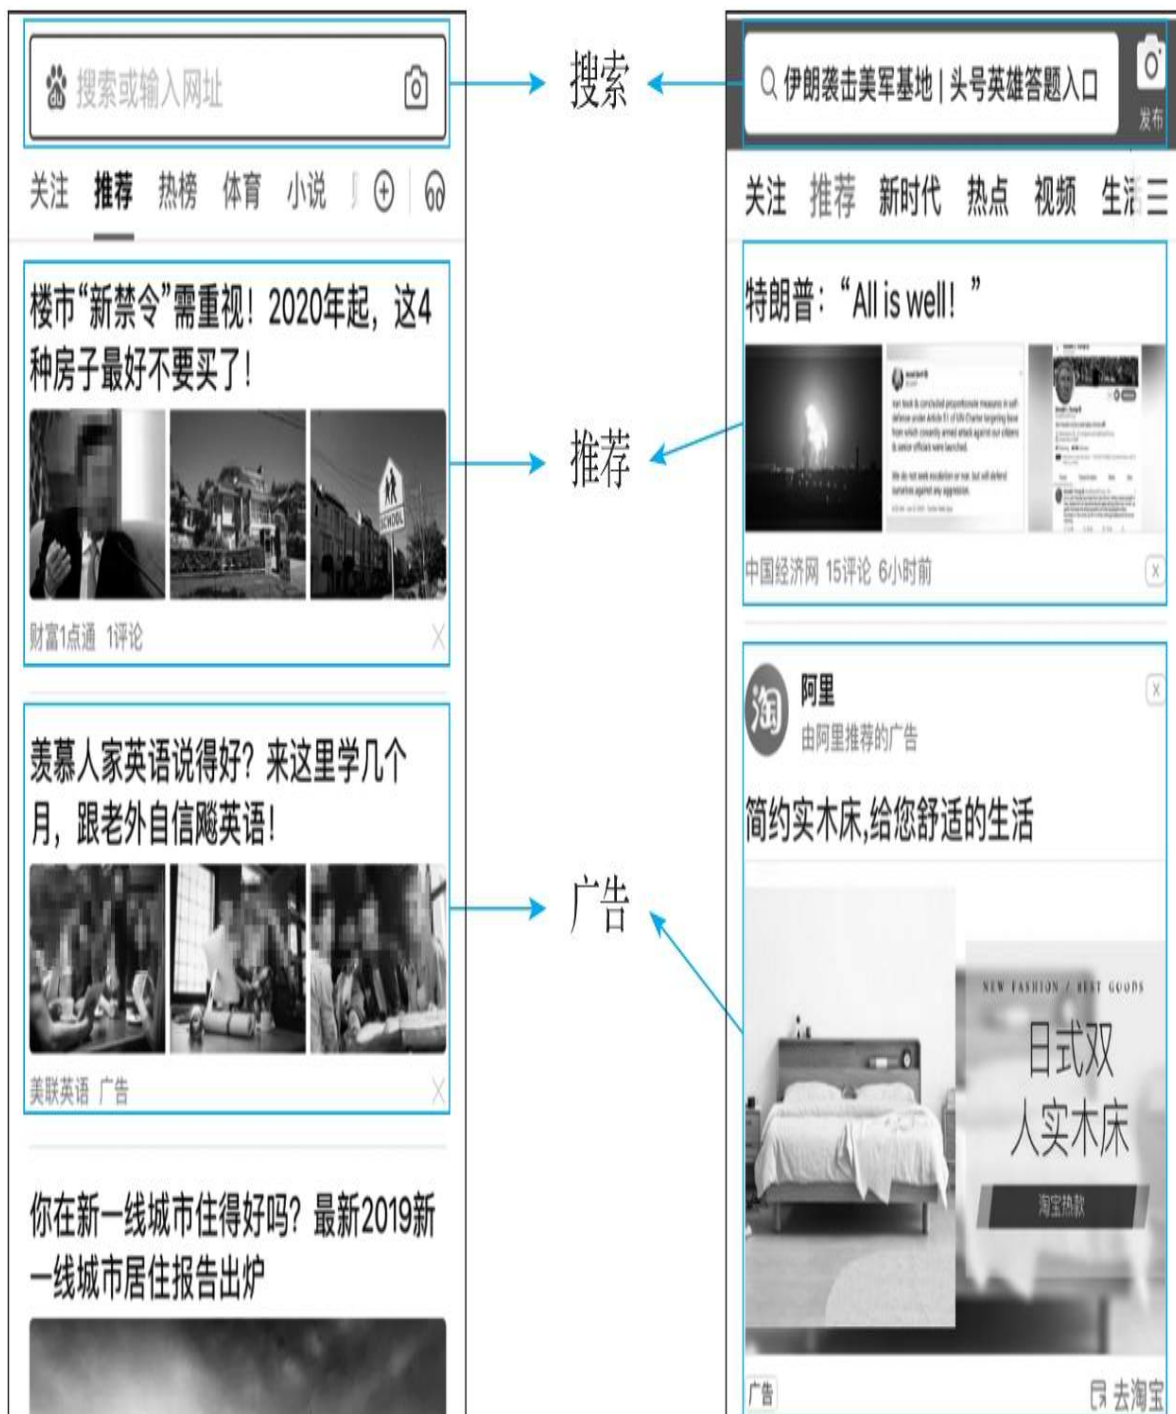 搜索或输入网址
关注 推荐 热榜 体育 小说
楼市“新禁令”需重视！2020年起，这4
种房子最好不要买了！
SCHOOL
财富1点通 1评论
羡慕人家英语说得好？来这里学几个
月，跟老外自信飚英语！
美联英语 广告
你在新一线城市住得好吗？最新2019新
一线城市居住报告出炉
搜索
推荐
广告
伊朗袭击美军基地 | 头号英雄答题入口
发布
关注 推荐 新时代 热点 视频 生活
特朗普：“All is well！”
中国经济网 15评论 6小时前
淘
阿里
由阿里推荐的广告
简约实木床,给您舒适的生活
NEW FASHION / BEST GOODS
日式双
人实木床
淘宝热款
广告 去淘宝